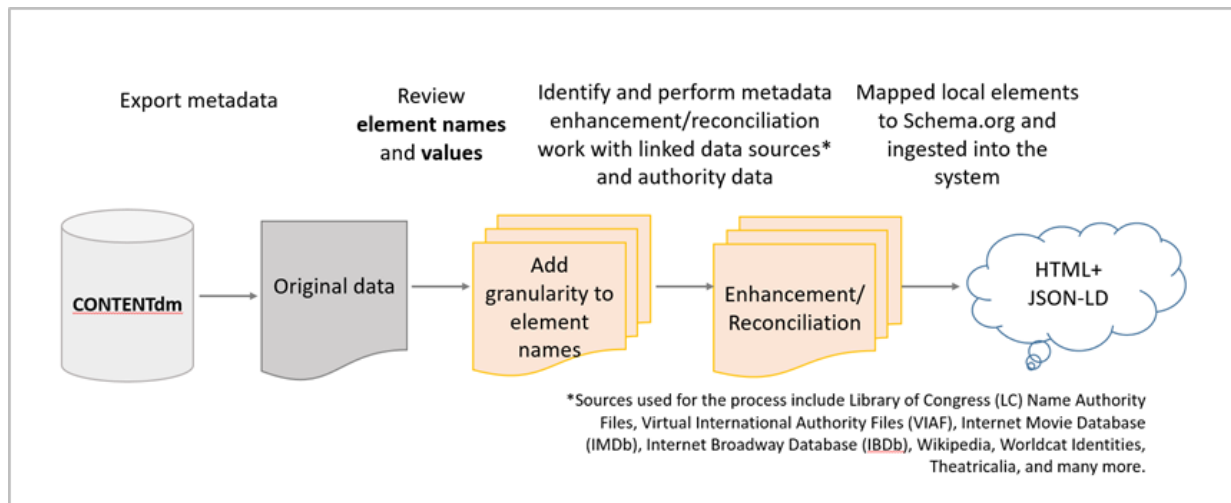 Export metadata
Review
element names
and values
Identify and perform metadata
enhancement/reconciliation
work with linked data sources*
and authority data
Mapped local elements
to Schema.org and
ingested into the
system
CONTENTdm
Original data
Add
granularity to
element
names
Enhancement/
Reconciliation
HTML+
JSON-LD
*Sources used for the process include Library of Congress (LC) Name Authority
Files, Virtual International Authority Files (VIAF), Internet Movie Database
(IMDb), Internet Broadway Database (IBDb), Wikipedia, Worldcat Identities,
Theatricalia, and many more.